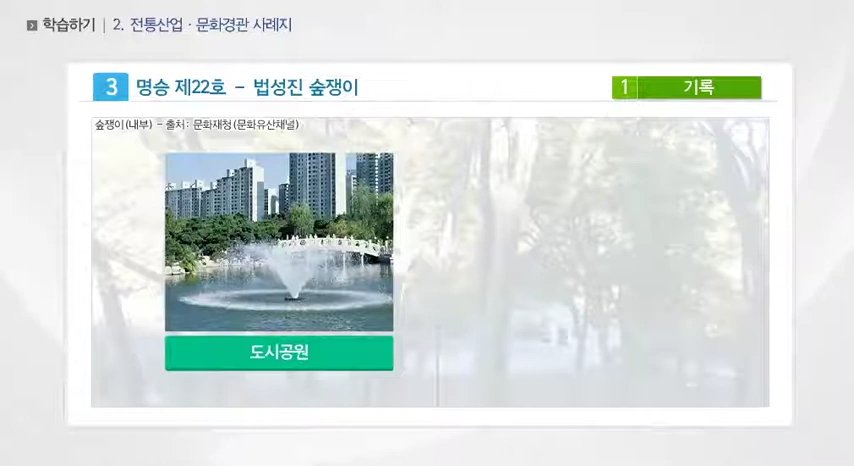 학습하기 | 2. 전통산업 · 문화경관 사례지
3 명승 제22호 - 법성진 숲쟁이
1 기록
숲쟁이(내부) - 출처 : 문화재청(문화유산채널)
도시공원